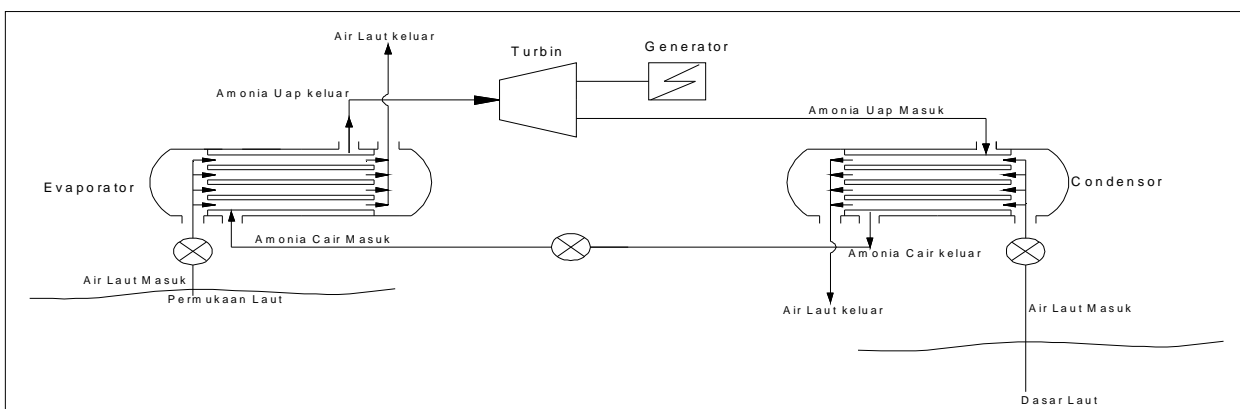 Air Laut keluar
Turbin
Generator
Amonia Uap keluar
Amonia Uap Masuk
Evaporator
Condensor
Amonia Cair Masuk
Amonia Cair keluar
Air Laut Masuk
Permukaan Laut
Air Laut keluar
Air Laut Masuk
Dasar Laut